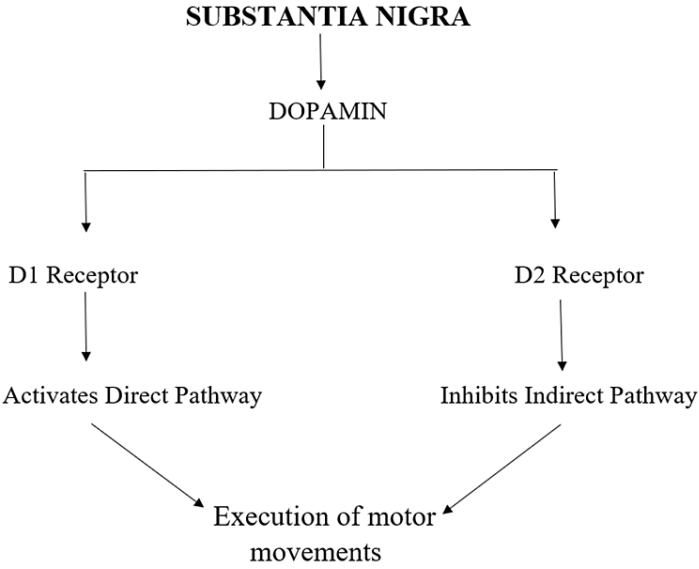 SUBSTANTIA NIGRA
DOPAMIN
D1 Receptor
D2 Receptor
Activates Direct Pathway
Inhibits Indirect Pathway
Execution of motor
movements